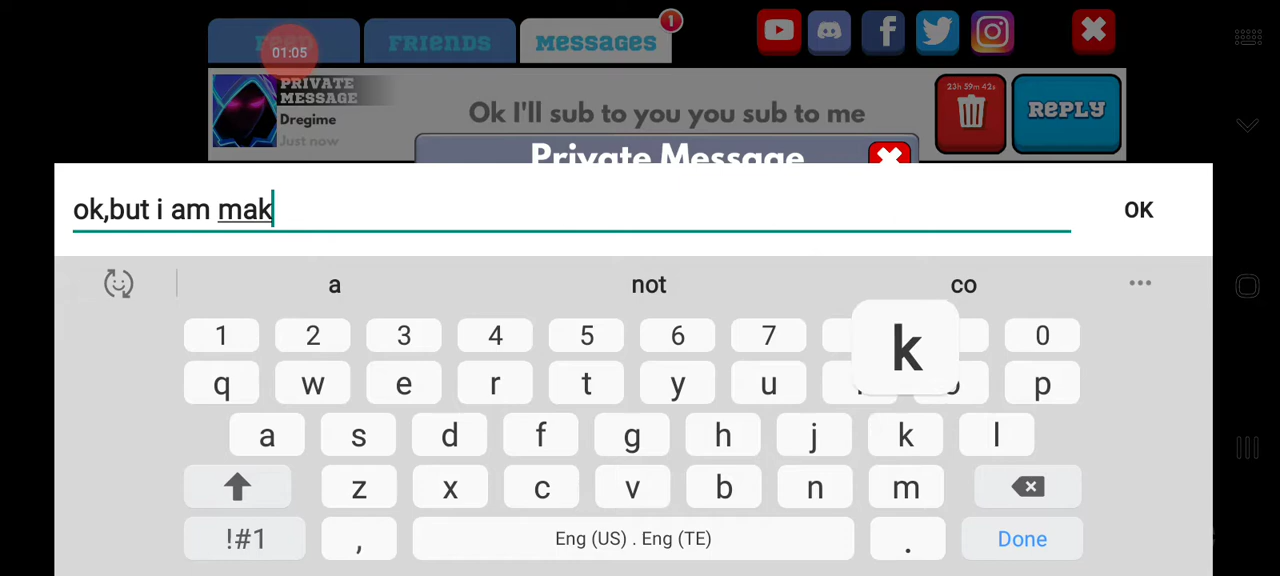 01:05
Friends
Messages
1
PRIVATE
MESSAGE
Dregime
Just now
Ok I'll sub to you you sub to me
23h 59m 42s
Reply
Private Message
ok,but i am mak
OK
a not co
1 2 3 4 5 6 7 0
k
q w e r t y u p
a s d f g h j k l
z x c v b n m
!#1 , Eng (US) . Eng (TE) . Done